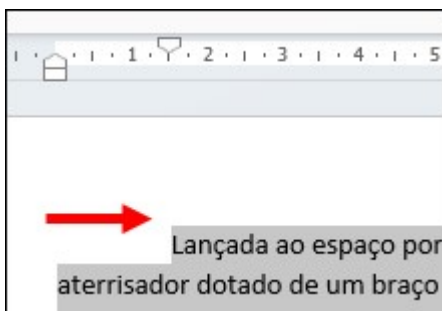 1 2 3 4 5
Lançada ao espaço por
aterrisador dotado de um braço